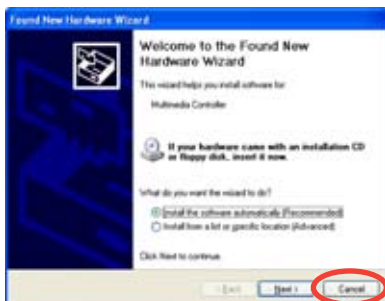 Found New Hardware Wizard
Welcome to the Found New
Hardware Wizard
This wizard helps you install software for:
Multimedia Controller
If your hardware came with an installation CD
or floppy disk, insert it now.
What do you want the wizard to do?
Install the software automatically (Recommended)
Install from a list or specific location (Advanced)
Click Next to continue.
< Back
Next >
Cancel